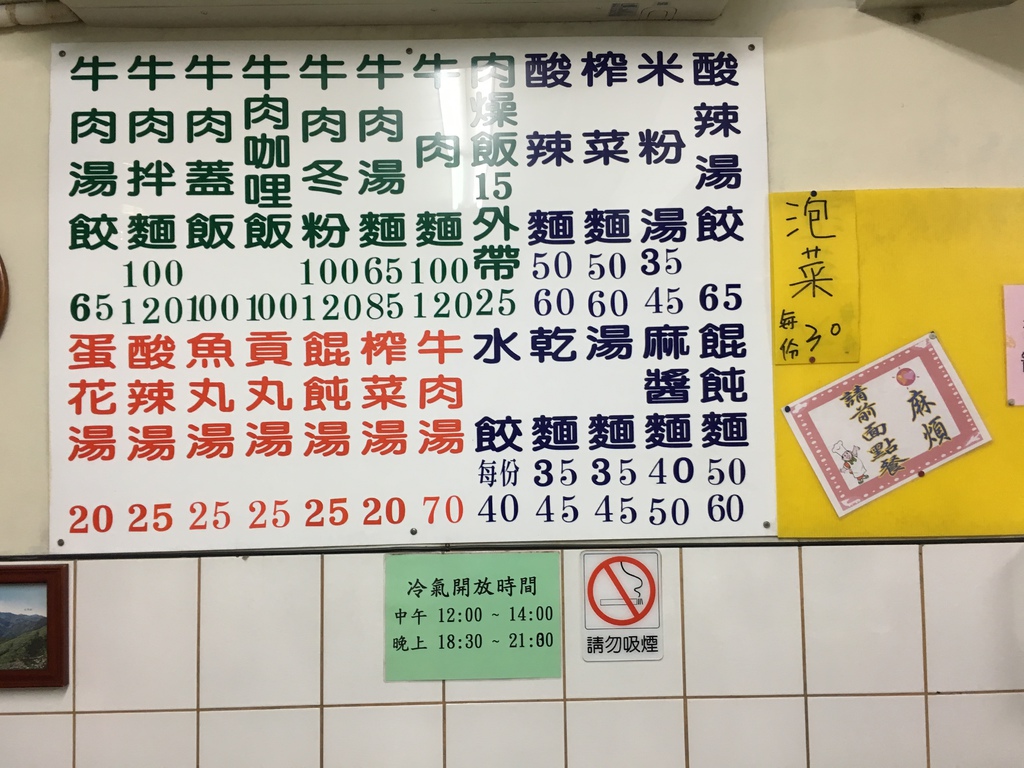 酸辣湯餃 65
米粉湯 35 45
榨菜麵 50 60
酸辣麵 50 60
肉燥飯 15 外帶 25
牛肉麵 100 120
牛肉湯麵 65 85
牛肉冬粉 100 120
牛肉咖哩飯 100
牛肉蓋飯 100
牛肉拌麵 100 120
牛肉湯餃 65
餛飩麵 50 60
麻醬麵 40 50
湯麵 35 45
乾麵 35 45
水餃 每份 40
牛肉湯 70
榨菜湯 20
餛飩湯 25
貢丸湯 25
魚丸湯 25
酸辣湯 25
蛋花湯 20
泡菜
每份 30
麻煩
請前面點餐
冷氣開放時間
中午 12:00 ~ 14:00
晚上 18:30 ~ 21:00
請勿吸煙